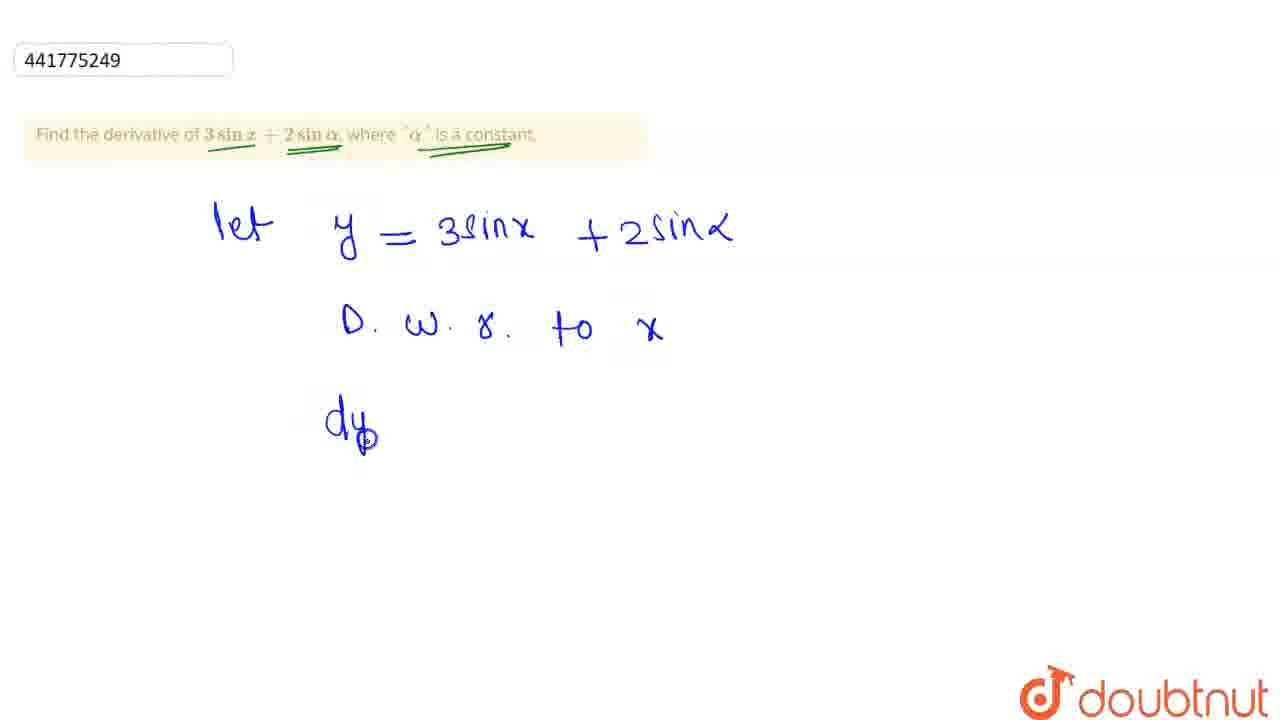 441775249
Find the derivative of 3 sin x + 2 sin α, where `α` is a constant.
let y = 3sinx + 2sinα
D. w. r. to x
dy
doubtnut